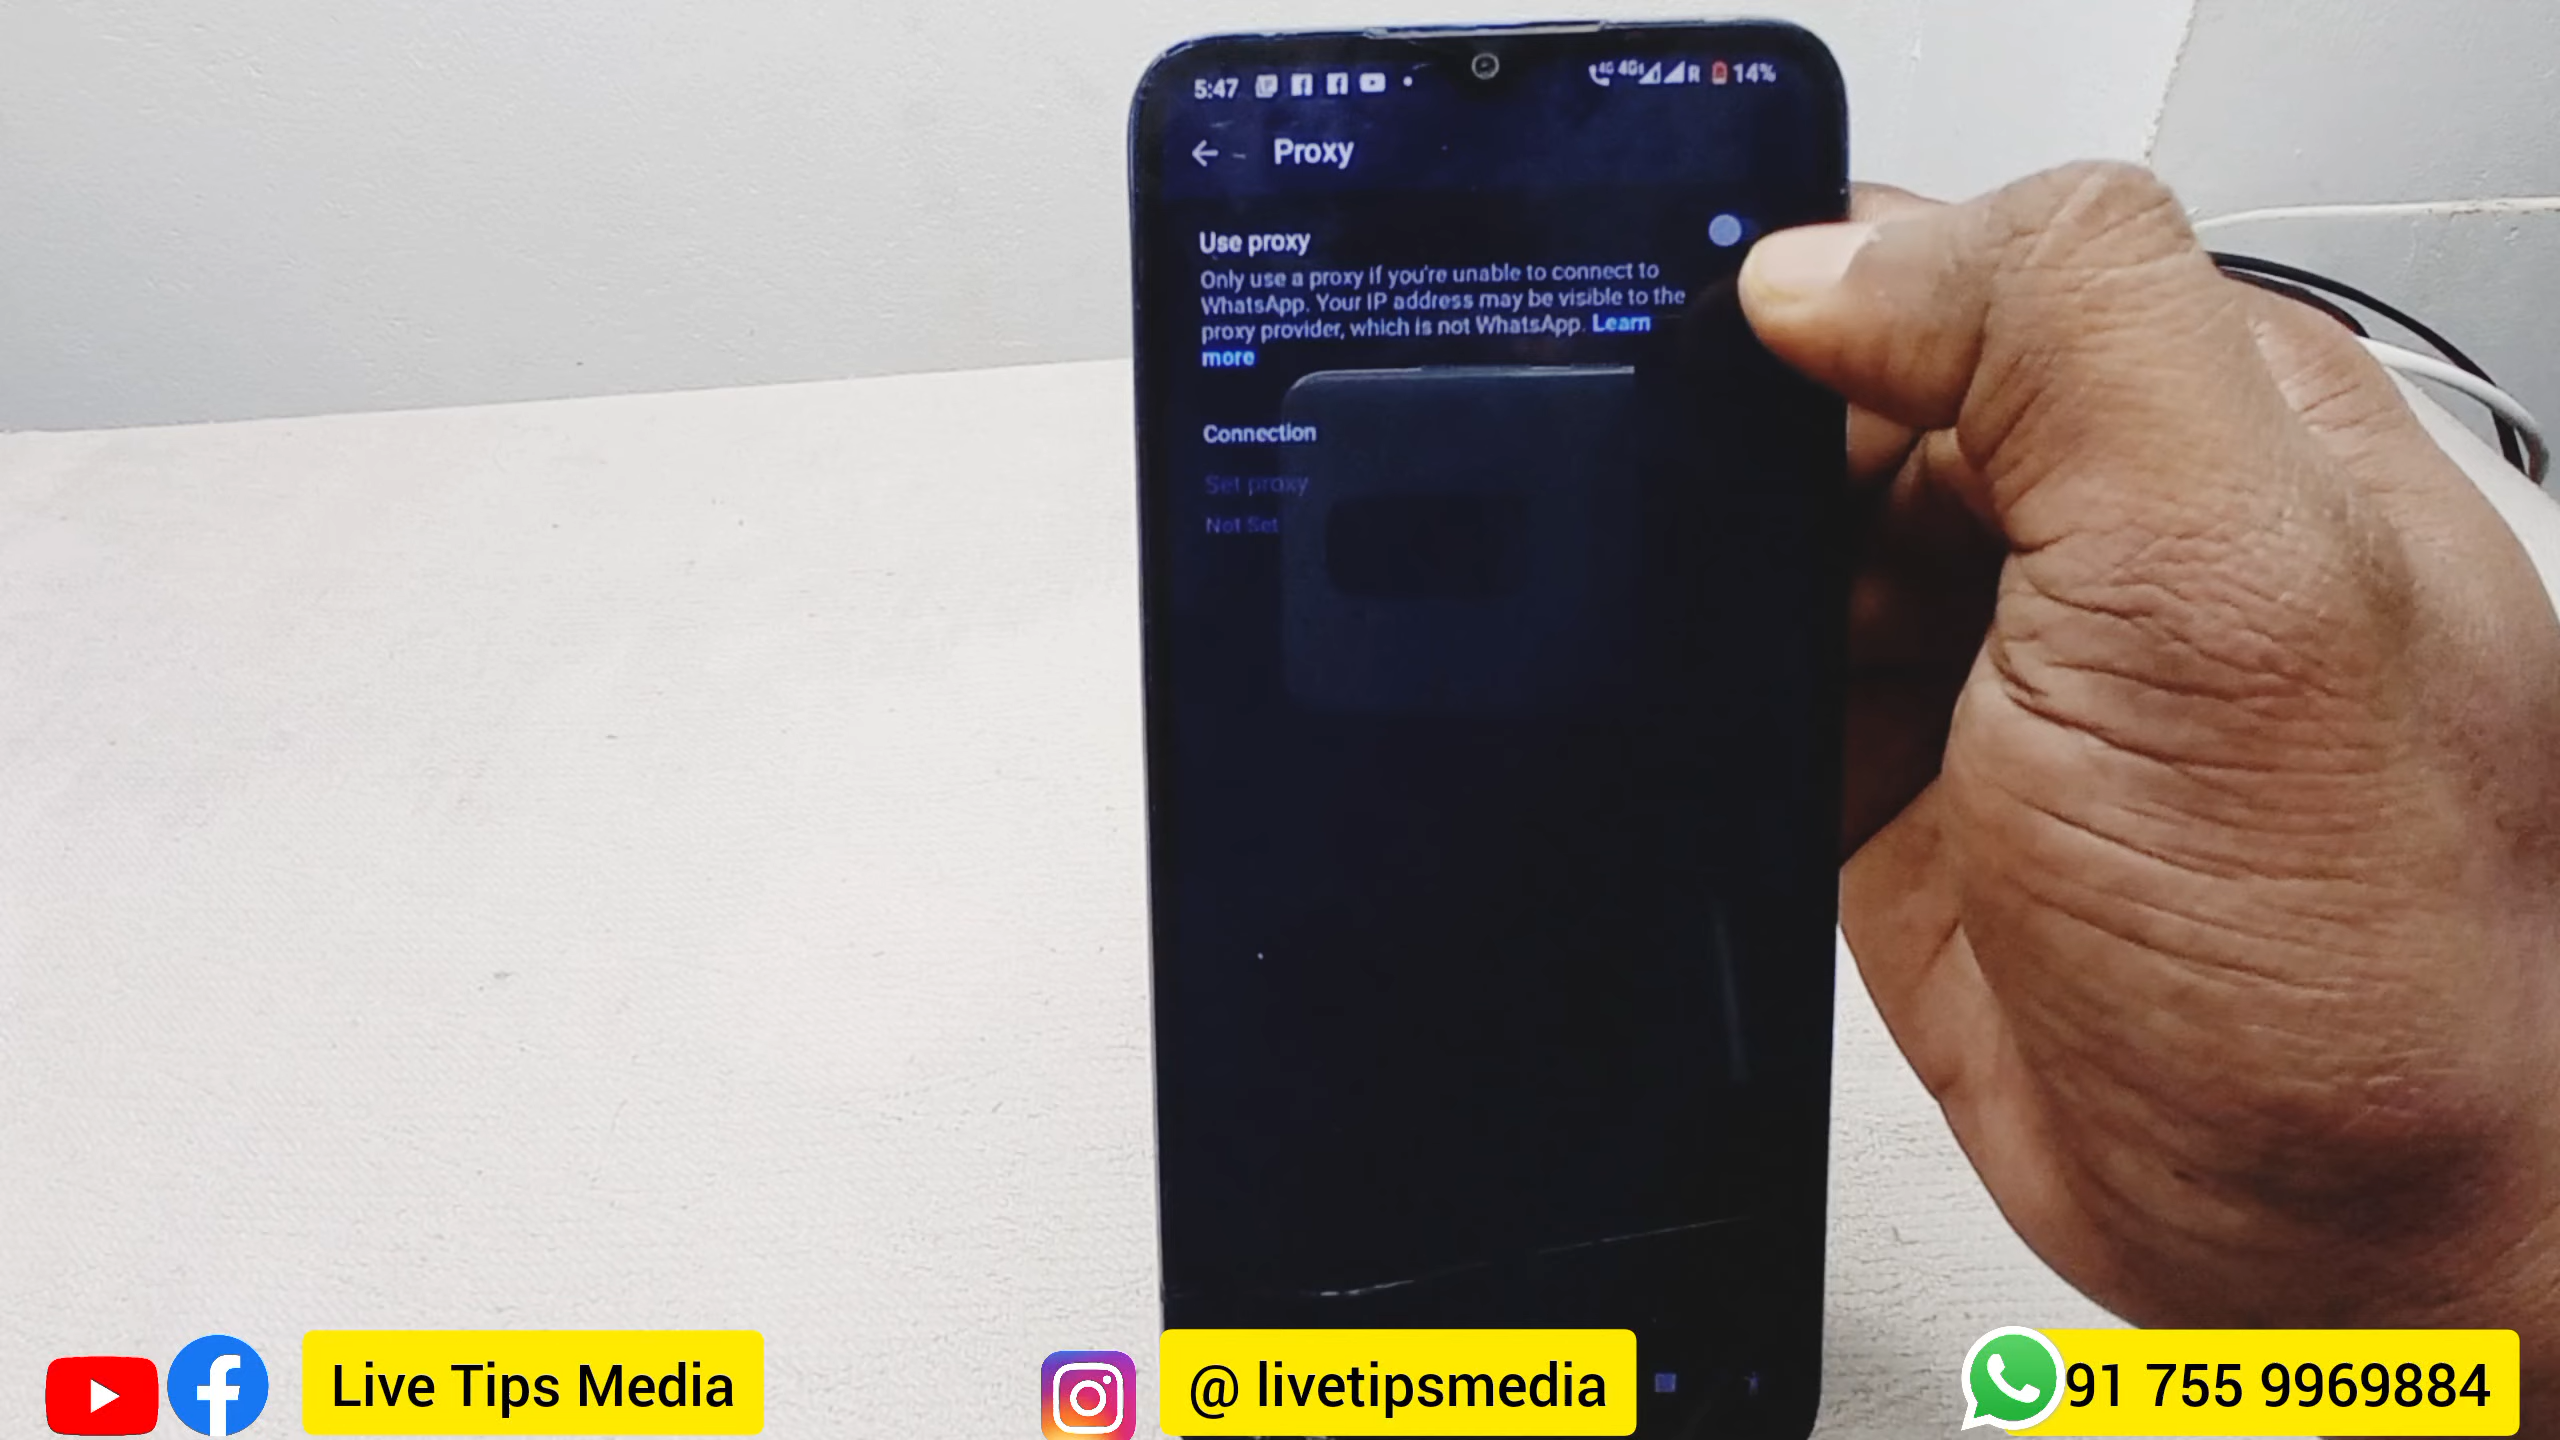 5:47
4G 4G R 14%
Proxy
Use proxy
Only use a proxy if you're unable to connect to
WhatsApp. Your IP address may be visible to the
proxy provider, which is not WhatsApp. Learn
more
Connection
Set proxy
Not Set
Live Tips Media
@ livetipsmedia
91 755 9969884